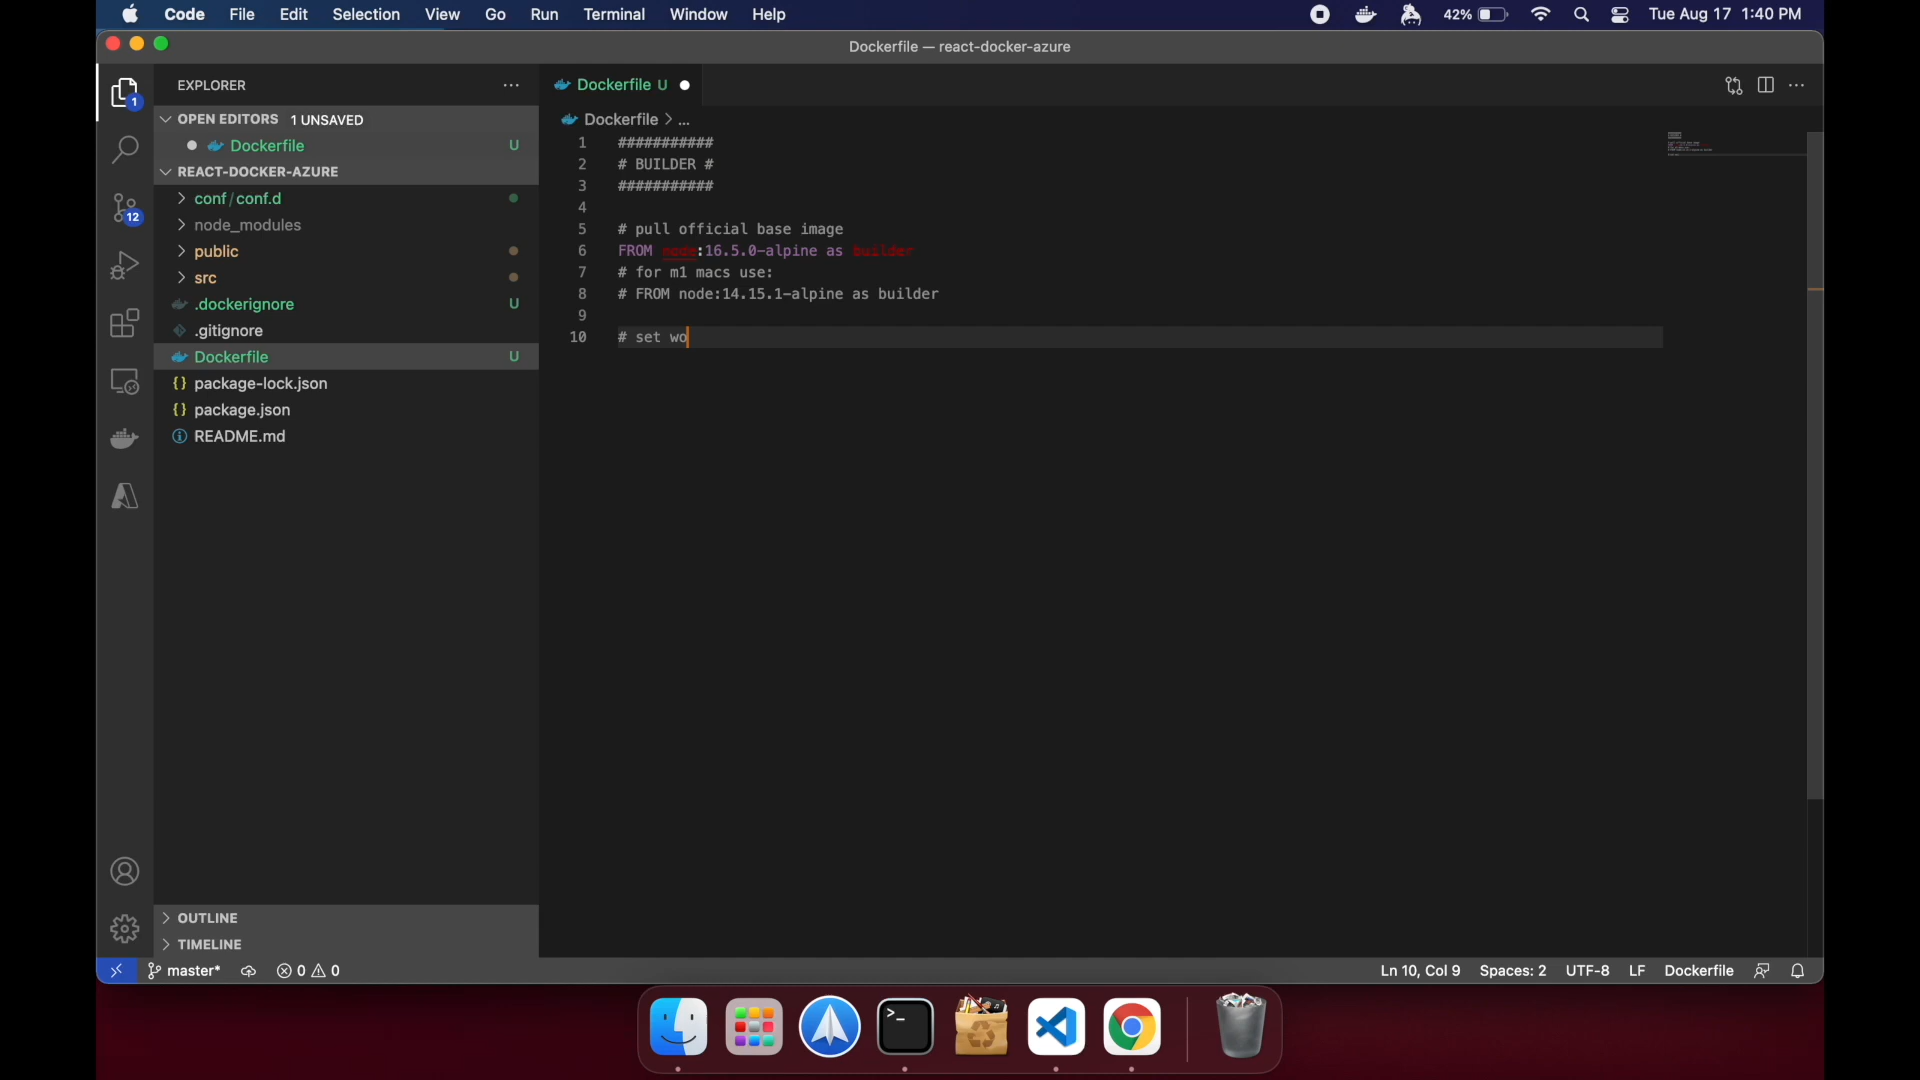 Code File Edit Selection View Go Run Terminal Window Help 42% Tue Aug 17 1:40 PM
Dockerfile — react-docker-azure
EXPLORER
Dockerfile U
OPEN EDITORS 1 UNSAVED
Dockerfile > ...
Dockerfile U
REACT-DOCKER-AZURE
conf / conf.d
node_modules
public
src
.dockerignore U
.gitignore
Dockerfile U
{} package-lock.json
{} package.json
README.md
1
12
1 ###########
2 # BUILDER #
3 ###########
4
5 # pull official base image
6 FROM node:16.5.0-alpine as builder
7 # for m1 macs use:
8 # FROM node:14.15.1-alpine as builder
9
10 # set wo
OUTLINE
TIMELINE
master* 0 0 Ln 10, Col 9 Spaces: 2 UTF-8 LF Dockerfile
>_